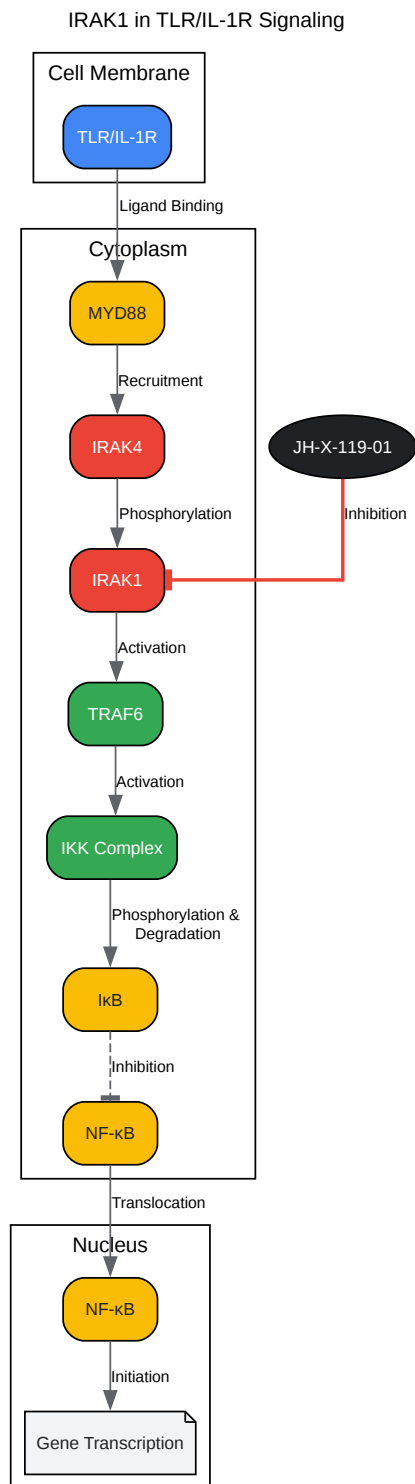 IRAK1 in TLR/IL-1R Signaling
Cell Membrane
TLR/IL-1R
Ligand Binding
Cytoplasm
MYD88
Recruitment
IRAK4
JH-X-119-01
Phosphorylation
Inhibition
IRAK1
Activation
TRAF6
Activation
IKK Complex
Phosphorylation &
Degradation
IκB
Inhibition
NF-κB
Translocation
Nucleus
NF-κB
Initiation
Gene Transcription